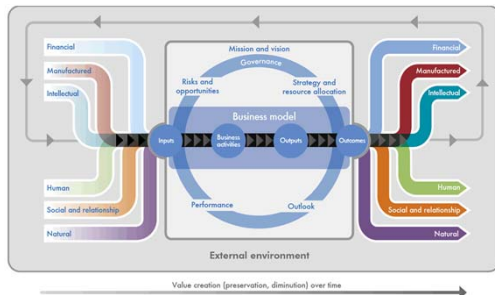 Financial
Manufactured
Intellectual
Human
Social and relationship
Natural
Mission and vision
Governance
Risks and
opportunities
Strategy and
resource allocation
Business model
Inputs
Business
activities
Outputs
Outcomes
Performance
Outlook
Financial
Manufactured
Intellectual
Human
Social and relationship
Natural
External environment
Value creation (preservation, diminution) over time